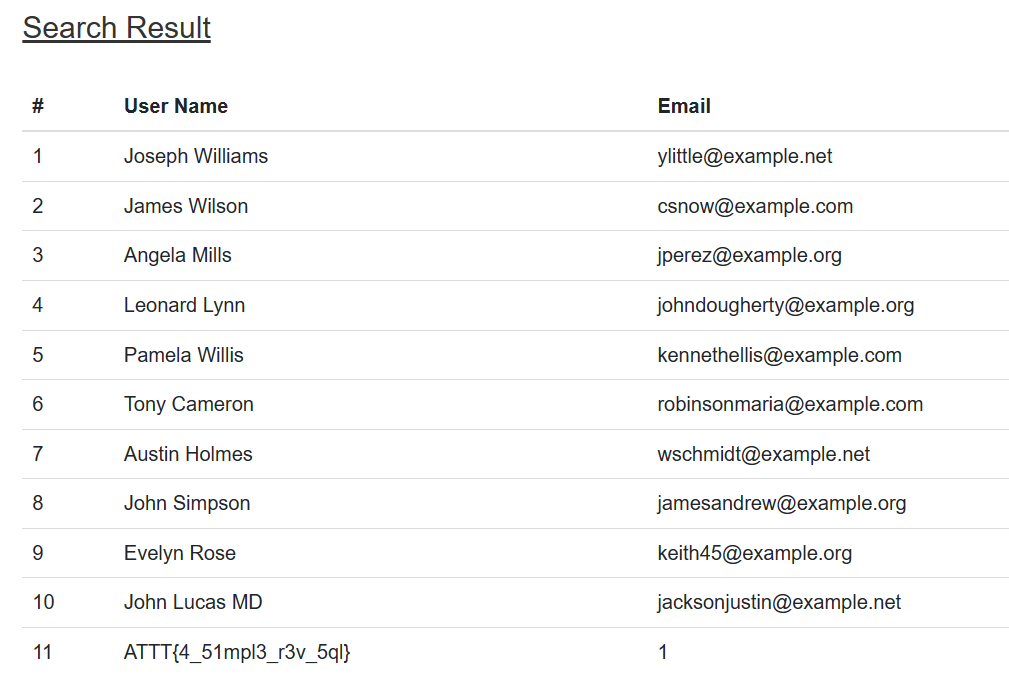 Search Result
# User Name Email
1 Joseph Williams ylittle@example.net
2 James Wilson csnow@example.com
3 Angela Mills jperez@example.org
4 Leonard Lynn johndougherty@example.org
5 Pamela Willis kennethellis@example.com
6 Tony Cameron robinsonmaria@example.com
7 Austin Holmes wschmidt@example.net
8 John Simpson jamesandrew@example.org
9 Evelyn Rose keith45@example.org
10 John Lucas MD jacksonjustin@example.net
11 ATTT{4_51mpl3_r3v_5ql} 1